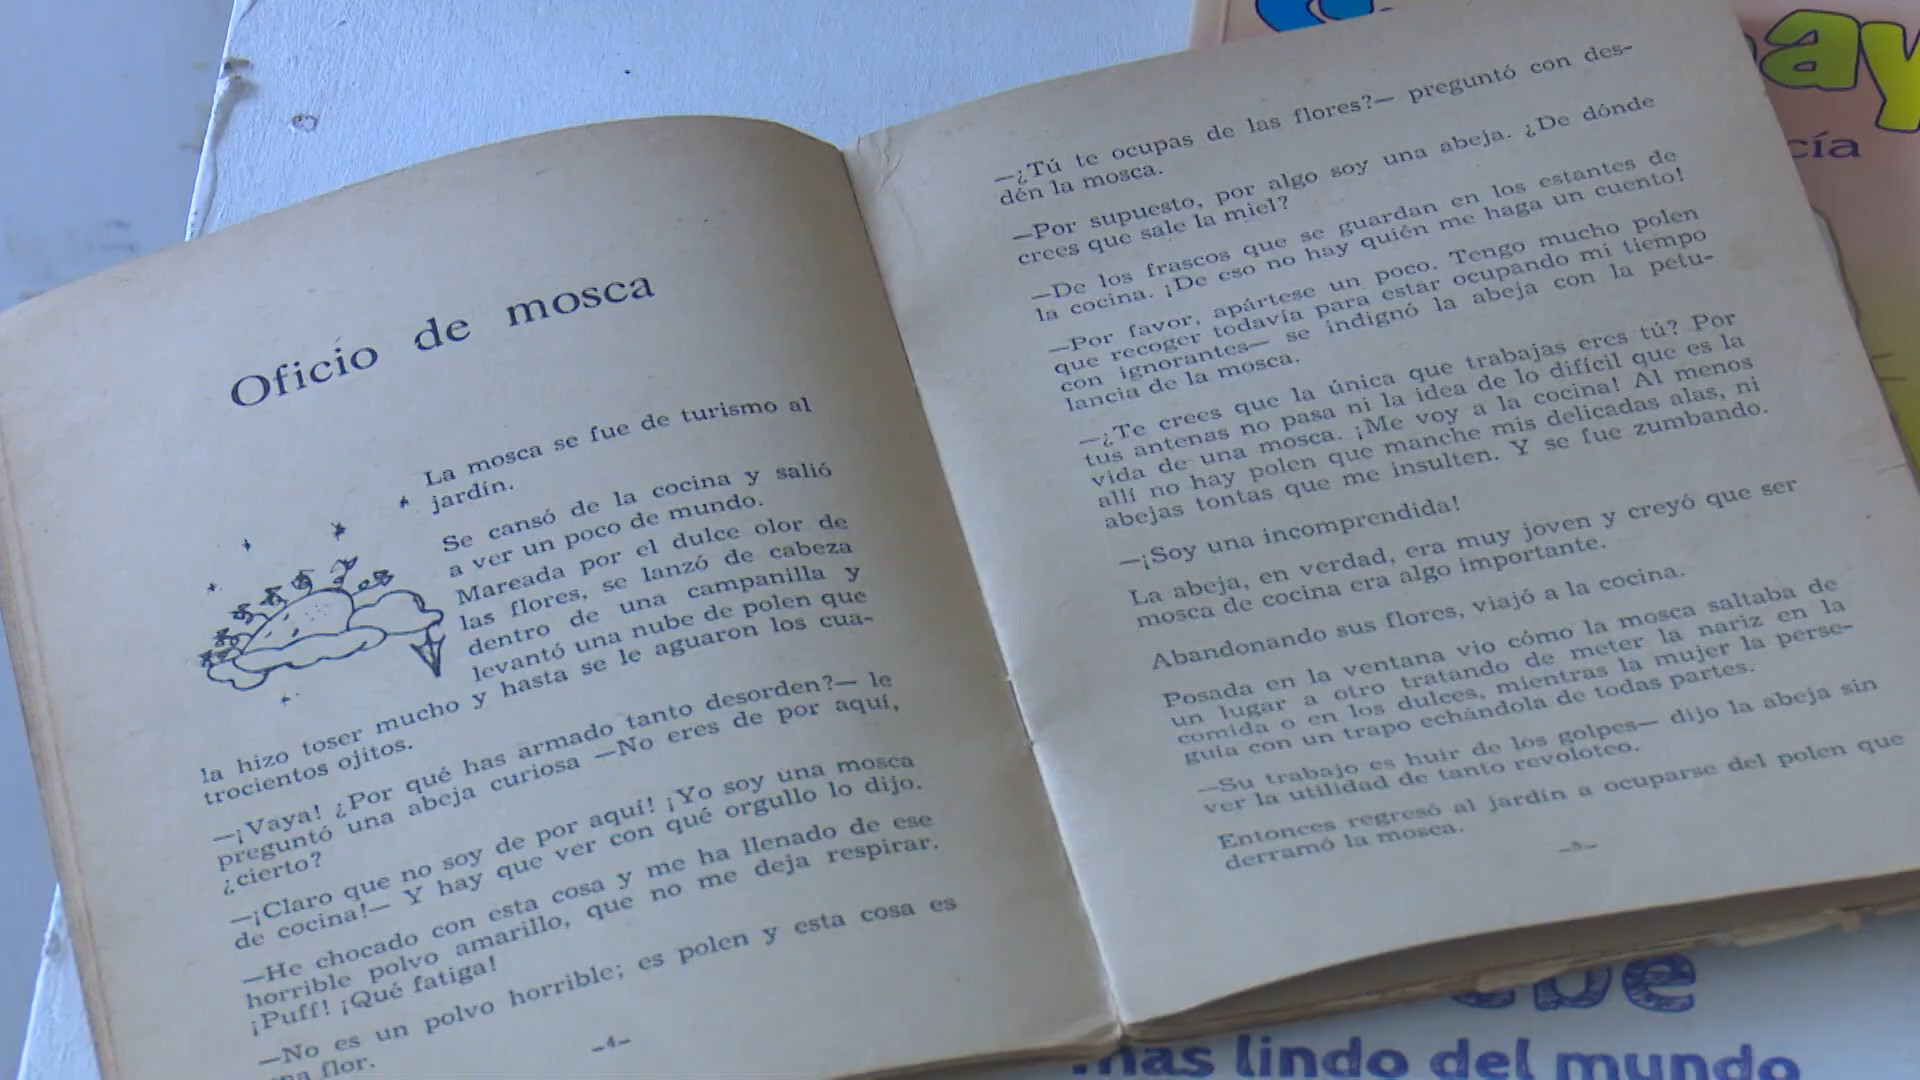 Oficio de mosca
La mosca se fue de turismo al
jardín.
Se cansó de la cocina y salió
a ver un poco de mundo.
Mareada por el dulce olor de
las flores, se lanzó de cabeza
dentro de una campanilla y
levantó una nube de polen que
la hizo toser mucho y hasta se le aguaron los cua-
trocientos ojitos.
—¡Vaya! ¿Por qué has armado tanto desorden?— le
preguntó una abeja curiosa —No eres de por aquí,
¿cierto?
—¡Claro que no soy de por aquí! ¡Yo soy una mosca
de cocina!— Y hay que ver con qué orgullo lo dijo.
—He chocado con esta cosa y me ha llenado de ese
horrible polvo amarillo, que no me deja respirar.
¡Puff! ¡Qué fatiga!
—No es un polvo horrible; es polen y esta cosa es
una flor.
—4—
—¿Tú te ocupas de las flores?— preguntó con des-
dén la mosca.
—Por supuesto, por algo soy una abeja. ¿De dónde
crees que sale la miel?
—De los frascos que se guardan en los estantes de
la cocina. ¡De eso no hay quién me haga un cuento!
—Por favor, apártese un poco. Tengo mucho polen
que recoger todavía para estar ocupando mi tiempo
con ignorantes— se indignó la abeja con la petu-
lancia de la mosca.
—¿Te crees que la única que trabajas eres tú? Por
tus antenas no pasa ni la idea de lo difícil que es la
vida de una mosca. ¡Me voy a la cocina! Al menos
allí no hay polen que manche mis delicadas alas, ni
abejas tontas que me insulten. Y se fue zumbando.
—¡Soy una incomprendida!
La abeja, en verdad, era muy joven y creyó que ser
mosca de cocina era algo importante.
Abandonando sus flores, viajó a la cocina.
Posada en la ventana vio cómo la mosca saltaba de
un lugar a otro tratando de meter la nariz en la
comida o en los dulces, mientras la mujer la perse-
guía con un trapo echándola de todas partes.
—Su trabajo es huir de los golpes— dijo la abeja sin
ver la utilidad de tanto revoloteo.
Entonces regresó al jardín a ocuparse del polen que
derramó la mosca.
—5—
ay
cía
más lindo del mundo